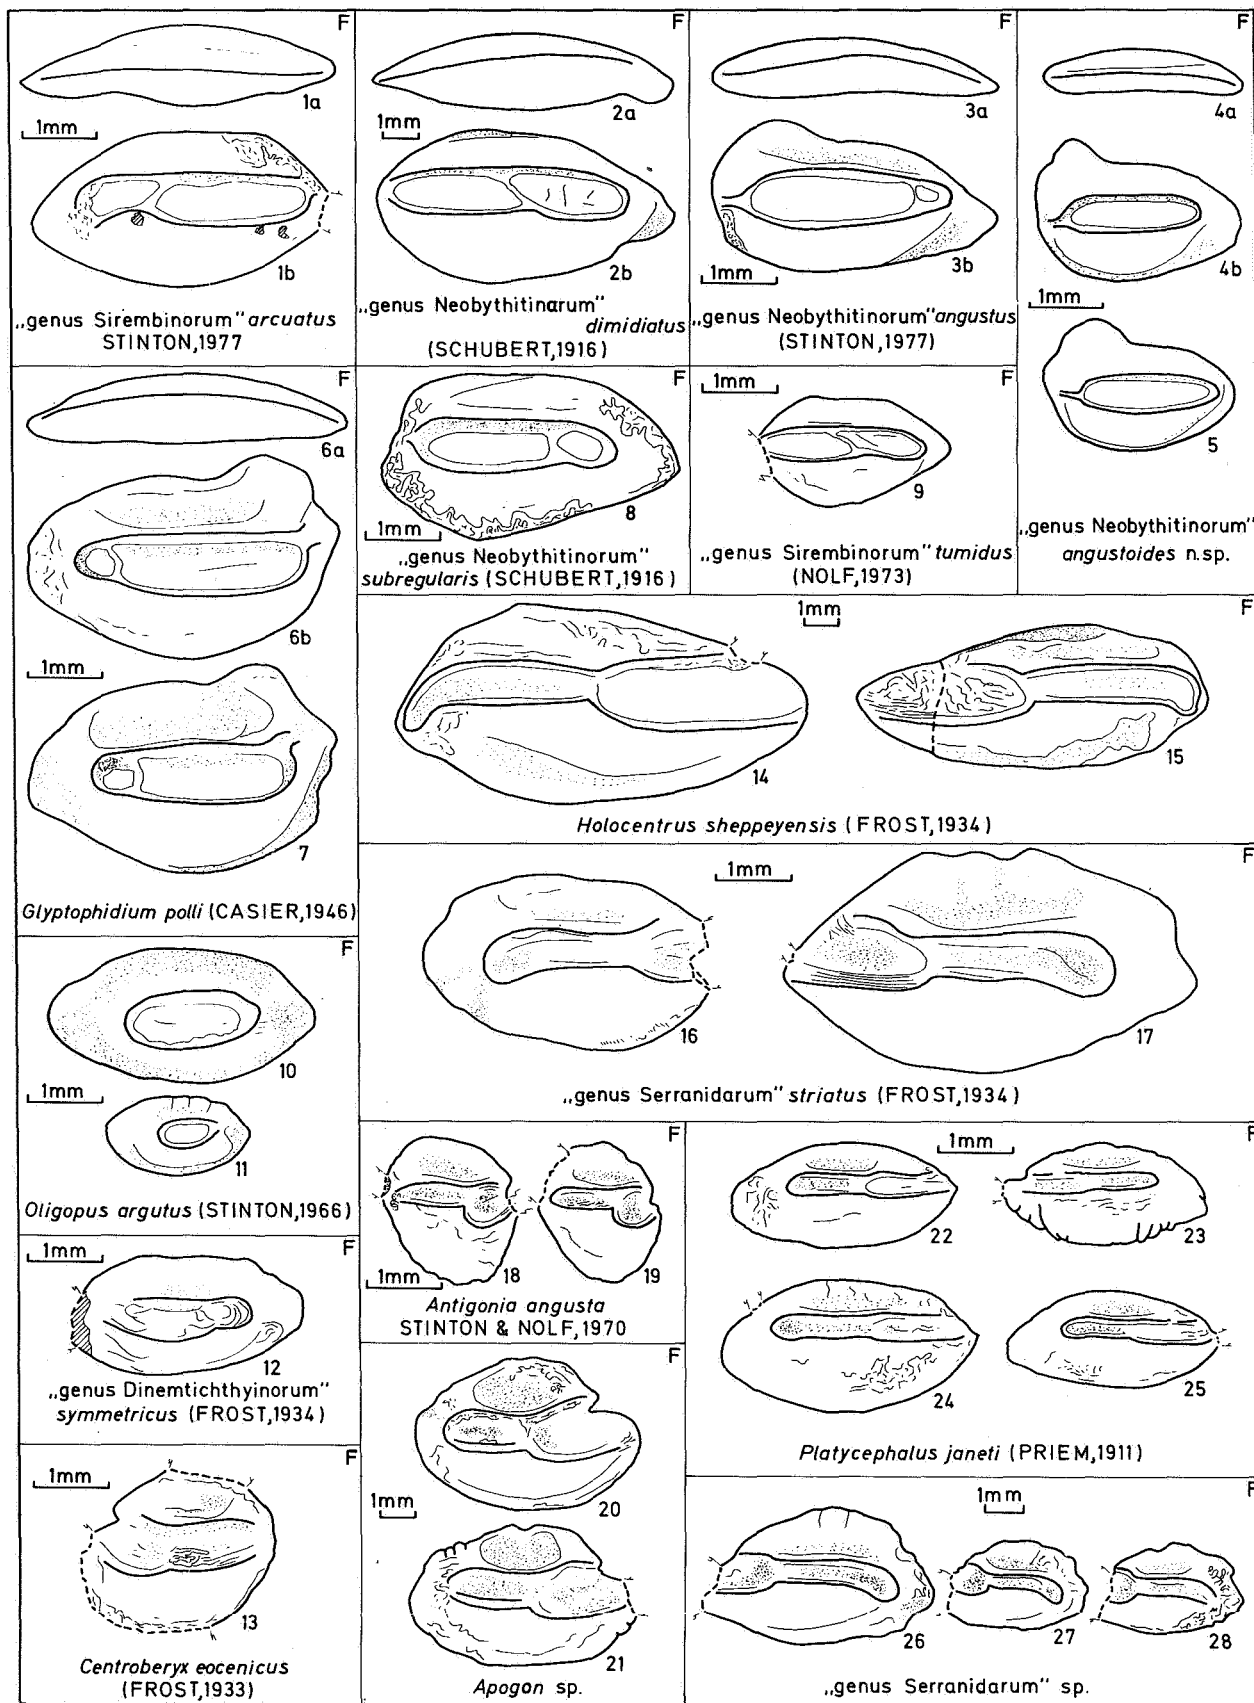 F
1a
1mm
1b
„genus Sirembinorum" arcuatus
STINTON,1977
F
2a
1mm
2b
„genus Neobythitinarum"
dimidiatus
(SCHUBERT,1916)
F
3a
1mm
3b
„genus Neobythitinorum" angustus
(STINTON,1977)
F
4a
4b
1mm
5
„genus Neobythitinorum"
angustoides n.sp.
F
6a
6b
1mm
7
Glyptophidium polli (CASIER,1946)
F
8
1mm
„genus Neobythitinorum"
subregularis (SCHUBERT,1916)
F
1mm
9
„genus Sirembinorum" tumidus
(NOLF,1973)
F
1mm
14
15
Holocentrus sheppeyensis (FROST,1934)
F
1mm
16
17
„genus Serranidarum" striatus (FROST,1934)
F
10
1mm
11
Oligopus argutus (STINTON,1966)
F
1mm
12
„genus Dinemtichthyinorum"
symmetricus (FROST,1934)
F
1mm
13
Centroberyx eocenicus
(FROST,1933)
F
18
19
1mm
Antigonia angusta
STINTON & NOLF,1970
F
20
1mm
21
Apogon sp.
F
1mm
22
23
24
25
Platycephalus janeti (PRIEM,1911)
F
1mm
26
27
28
„genus Serranidarum" sp.